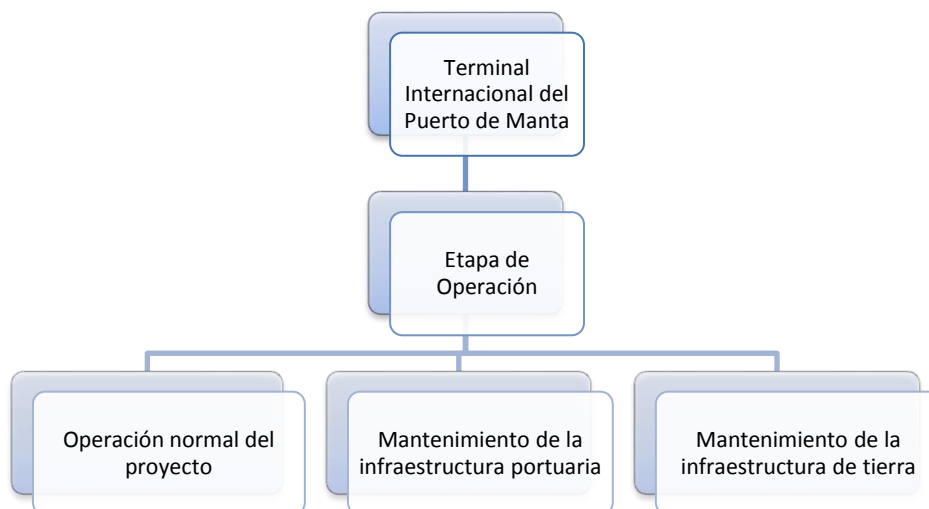 Terminal
Internacional del
Puerto de Manta
Etapa de
Operación
Operación normal del
proyecto
Mantenimiento de la
infraestructura portuaria
Mantenimiento de la
infraestructura de tierra